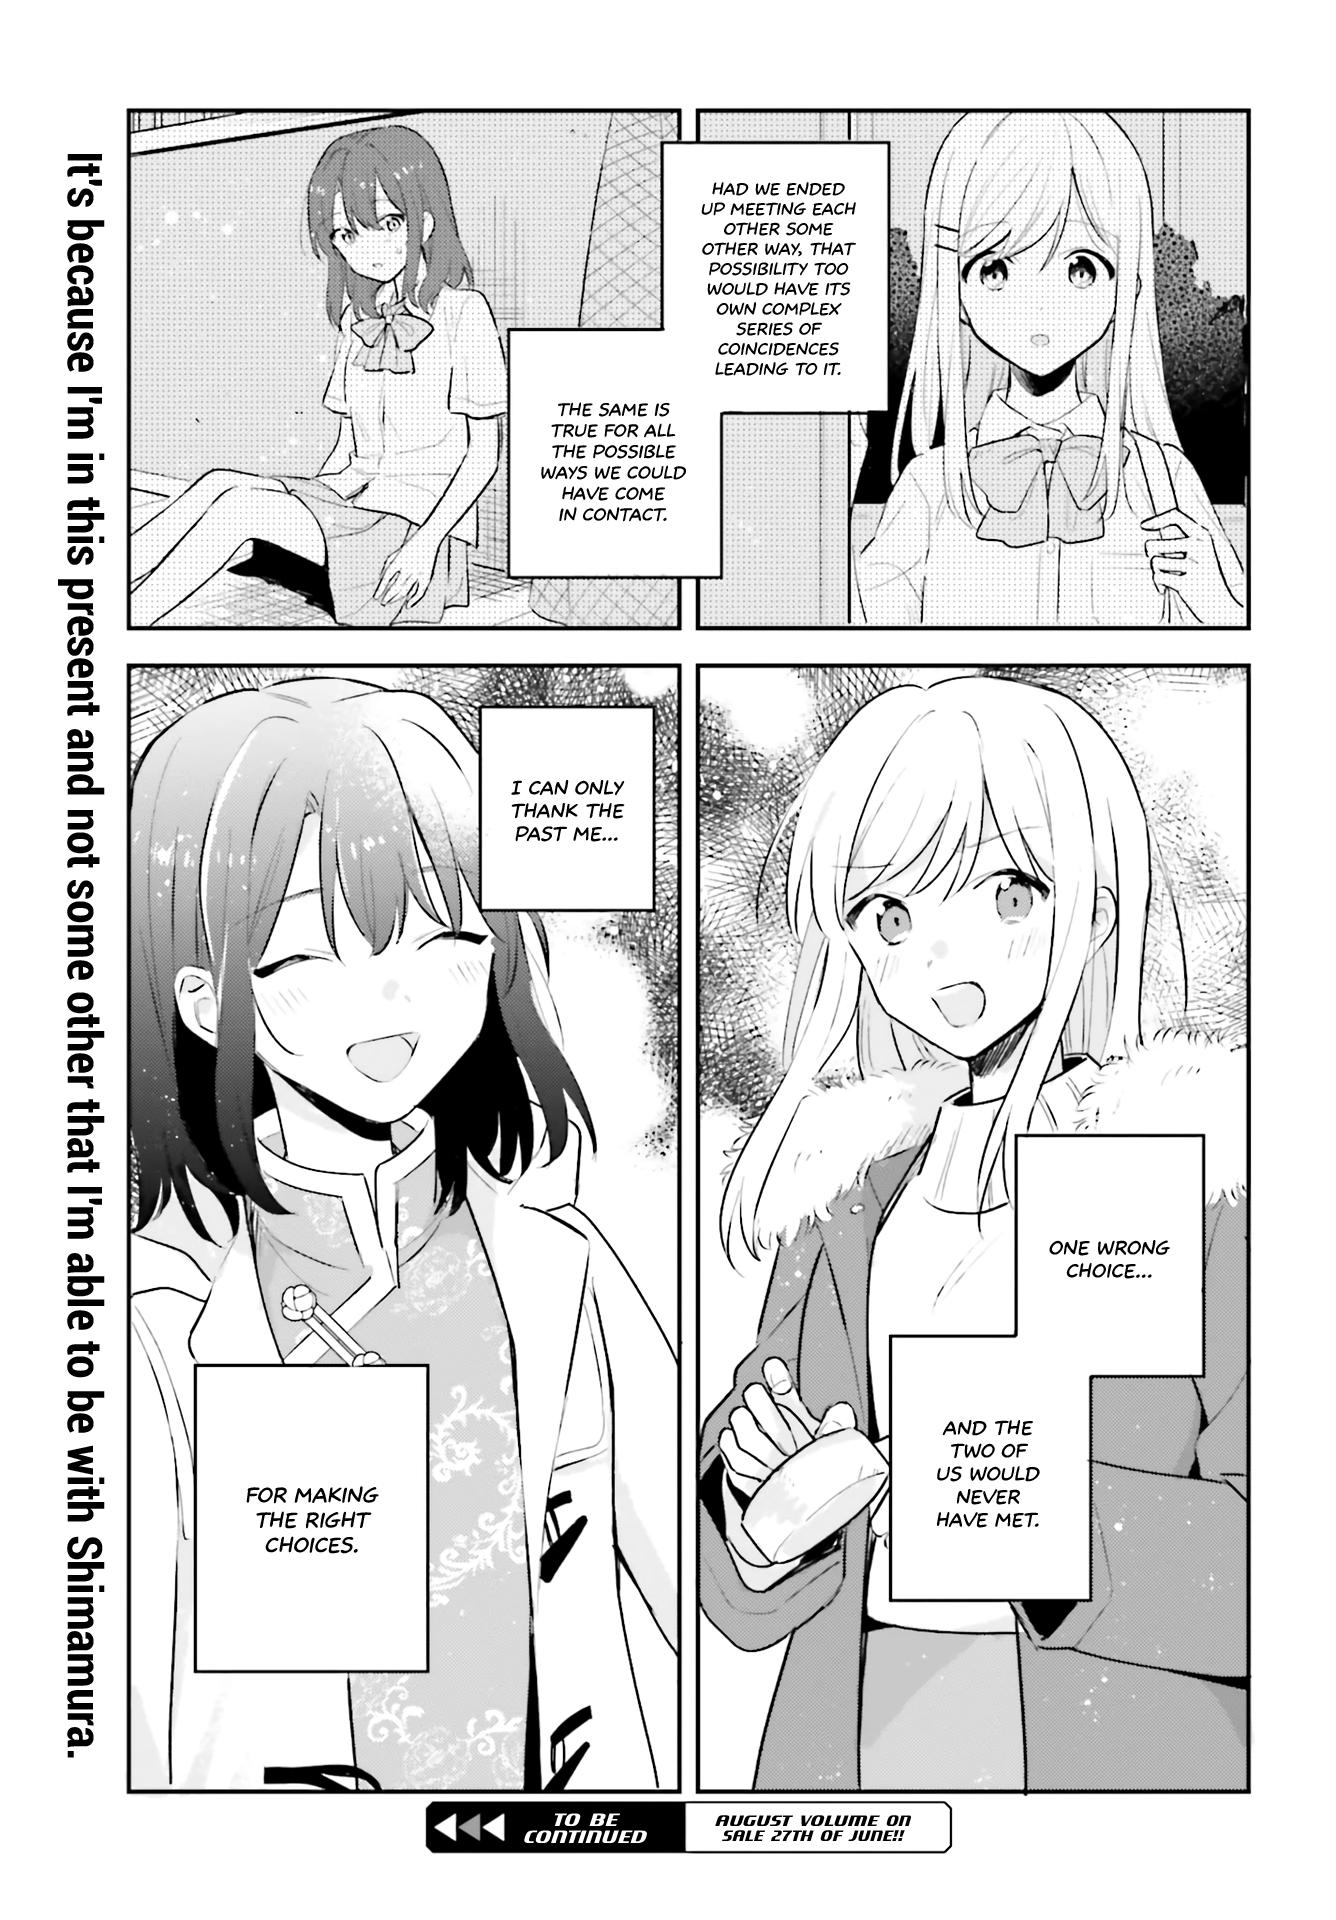 HAD WE ENDED
UP MEETING EACH
OTHER SOME
OTHER WAY, THAT
POSSIBILITY TOO
WOULD HAVE ITS
OWN COMPLEX
SERIES OF
COINCIDENCES
LEADING TO IT.
THE SAME IS
TRUE FOR ALL
THE POSSIBLE
WAYS WE COULD
HAVE COME
IN CONTACT.
ONE WRONG
CHOICE...
AND THE
TWO OF
US WOULD
NEVER
HAVE MET.
I CAN ONLY
THANK THE
PAST ME...
FOR MAKING
THE RIGHT
CHOICES.
It's because I'm in this present and not some other that I'm able to be with Shimamura.
TO BE
CONTINUED
AUGUST VOLUME ON
SALE 27TH OF JUNE!!